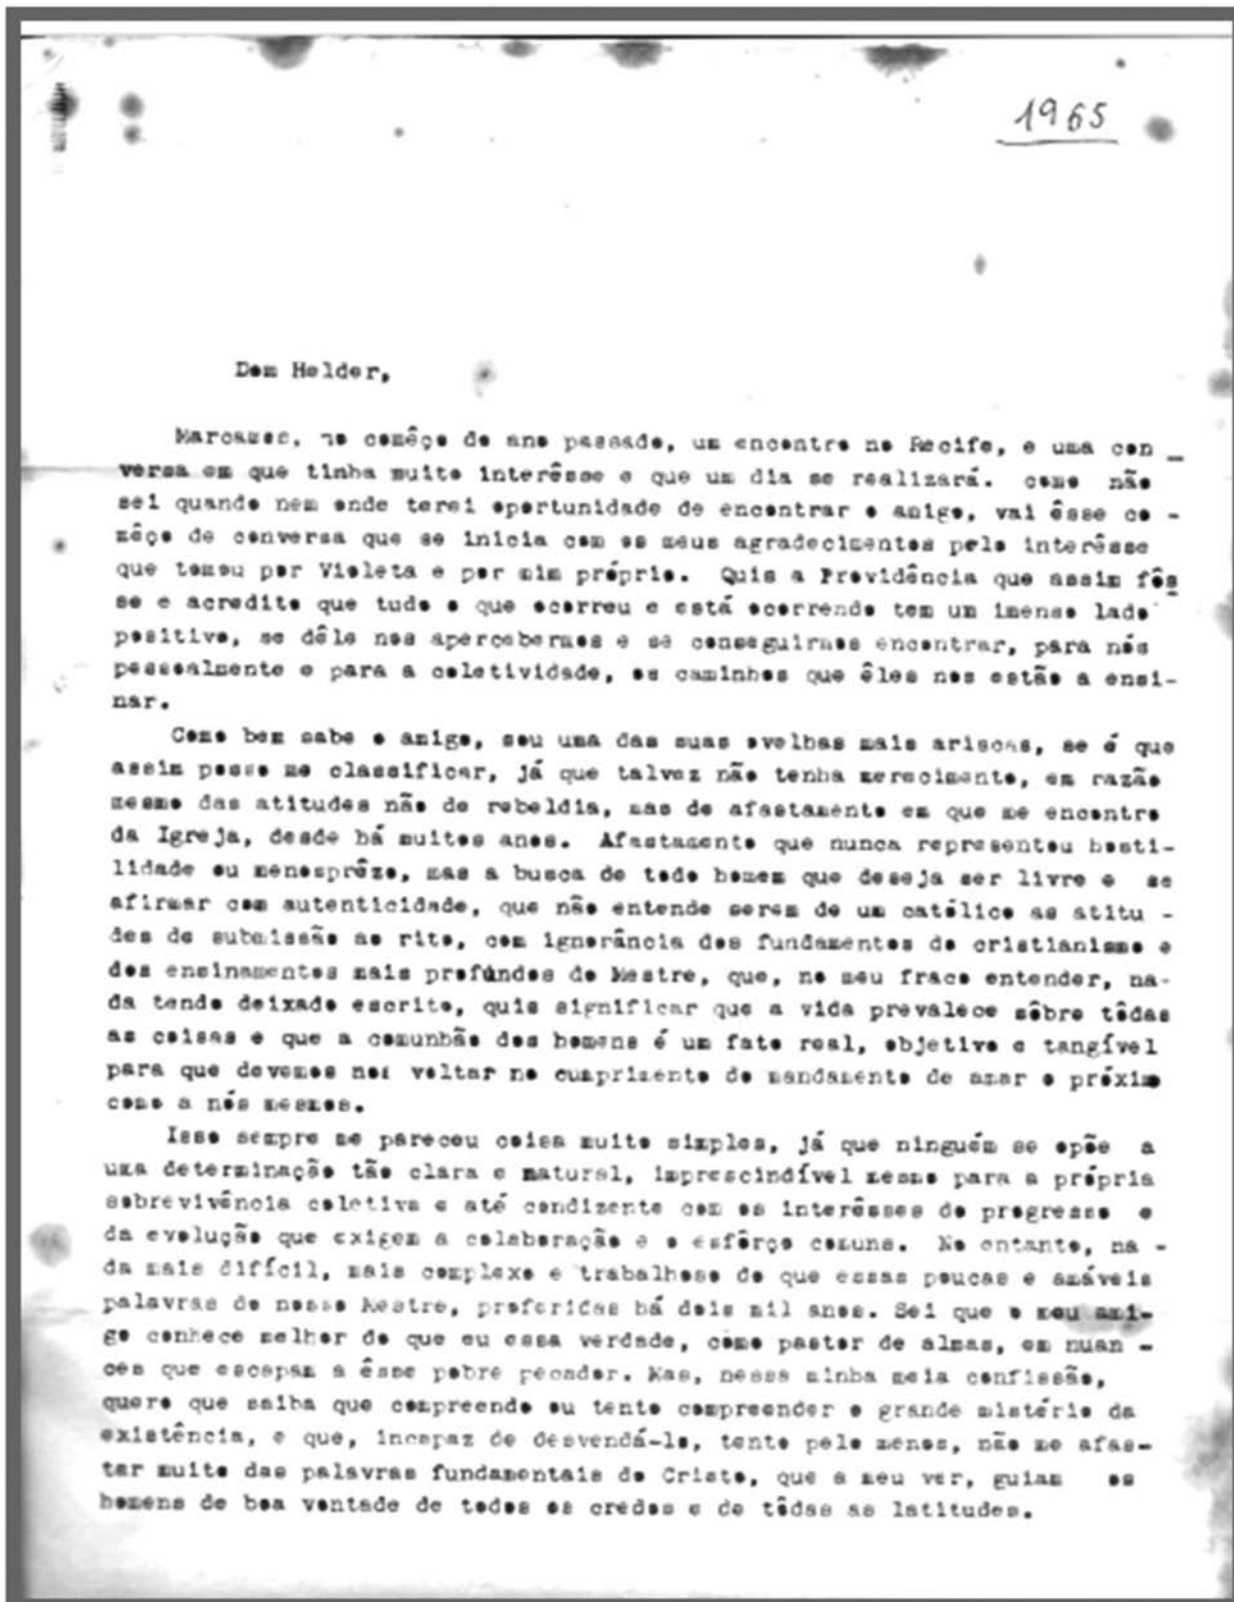 1965
Dom Helder,
Marcamos, no comêço do ano passado, um encontro no Recife, e uma con_
versa em que tinha muito interêsse e que um dia se realizará. como não
sei quando nem onde terei oportunidade de encontrar o amigo, vai êsse co -
mêço de conversa que se inicia com os meus agradecimentos pelo interêsse
que tomou por Violeta e por mim próprio. Quis a Providência que assim fôs
se e acredito que tudo o que ocorreu e está ocorrendo tem um imenso lado
positivo, se dêle nos apercebermos e se conseguirmos encontrar, para nós
pessoalmente e para a coletividade, os caminhos que êles nos estão a ensi-
nar.
Como bem sabe o amigo, sou uma das suas ovelhas mais ariscas, se é que
assim posso me classificar, já que talvez não tenha merecimento, em razão
mesmo das atitudes não de rebeldia, mas de afastamento em que me encontro
da Igreja, desde há muitos anos. Afastamento que nunca representou hosti-
lidade ou menosprêzo, mas a busca de todo homem que deseja ser livre e se
afirmar com autenticidade, que não entende serem de um católico as atitu -
des de submissão ao rito, com ignorância dos fundamentos do cristianismo e
dos ensinamentos mais profundos do Mestre, que, no meu fraco entender, na-
da tendo deixado escrito, quis significar que a vida prevalece sôbre tôdas
as coisas e que a comunhão dos homens é um fato real, objetivo e tangível
para que devemos nos voltar no cumprimento do mandamento de amar o próximo
como a nós mesmos.
Isso sempre me pareceu coisa muito simples, já que ninguém se opõe a
uma determinação tão clara e natural, imprescindível mesmo para a própria
sobrevivência coletiva e até condizente com os interêsses do progresso e
da evolução que exigem a colaboração e o esfôrço comuns. No entanto, na -
da mais difícil, mais complexo e trabalhoso do que essas poucas e amáveis
palavras do nosso Mestre, proferidas há dois mil anos. Sei que o meu ami-
go conhece melhor do que eu essa verdade, como pastor de almas, em nuan -
ces que escapam a êsse pobre pecador. Mas, nessa minha meia confissão,
quero que saiba que compreendo ou tento compreender o grande mistério da
existência, e que, incapaz de desvendá-lo, tento pelo menos, não me afas-
tar muito das palavras fundamentais do Cristo, que a meu ver, guiam os
homens de boa vontade de todos os credos e de tôdas as latitudes.